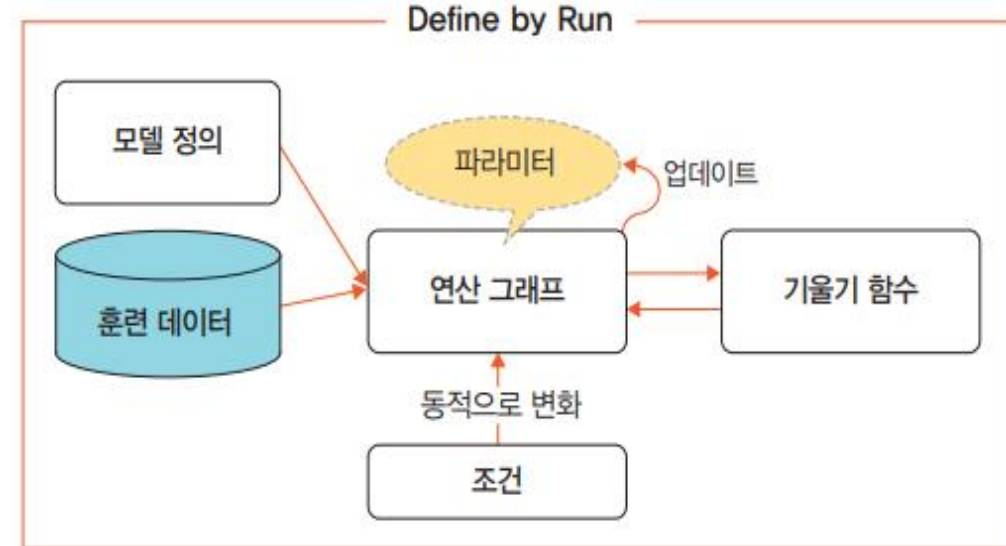 Define by Run
모델 정의
파라미터
업데이트
훈련 데이터
연산 그래프
기울기 함수
동적으로 변화
조건